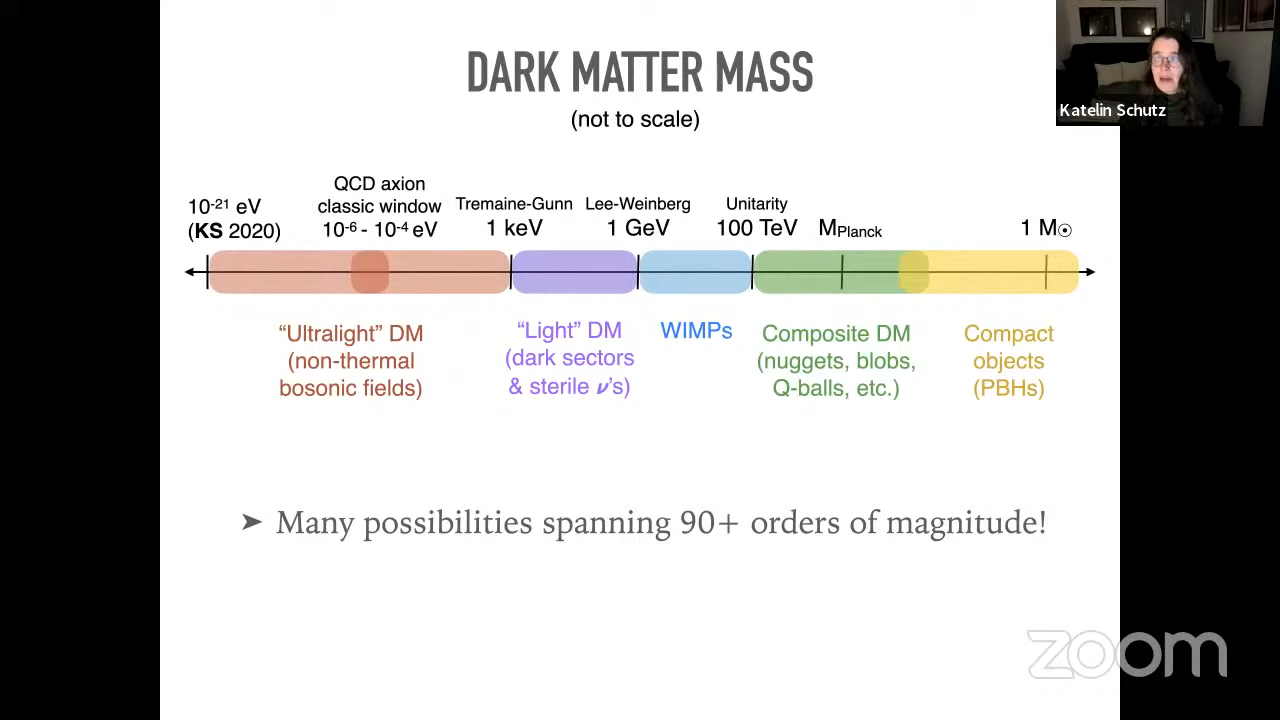 DARK MATTER MASS
(not to scale)
Katelin Schutz
10⁻²¹ eV
(KS 2020)
QCD axion
classic window
10⁻⁶ - 10⁻⁴ eV
Tremaine-Gunn
1 keV
Lee-Weinberg
1 GeV
Unitarity
100 TeV
M_Planck
1 M☉
“Ultralight” DM
(non-thermal
bosonic fields)
“Light” DM
(dark sectors
& sterile ν’s)
WIMPs
Composite DM
(nuggets, blobs,
Q-balls, etc.)
Compact
objects
(PBHs)
➤ Many possibilities spanning 90+ orders of magnitude!
zoom